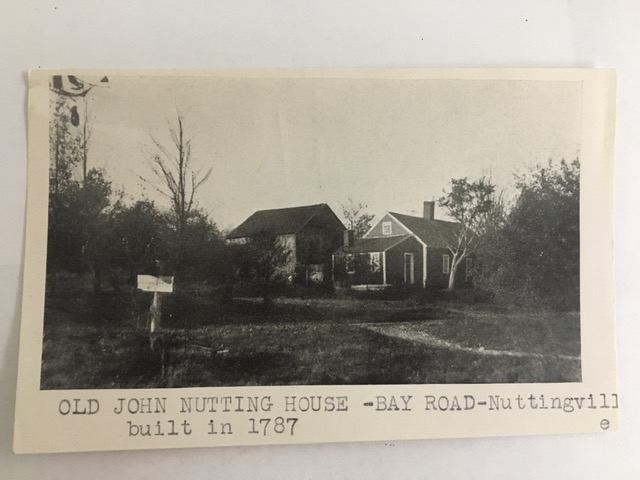 OLD JOHN NUTTING HOUSE -BAY ROAD-Nuttingvill
e
built in 1787